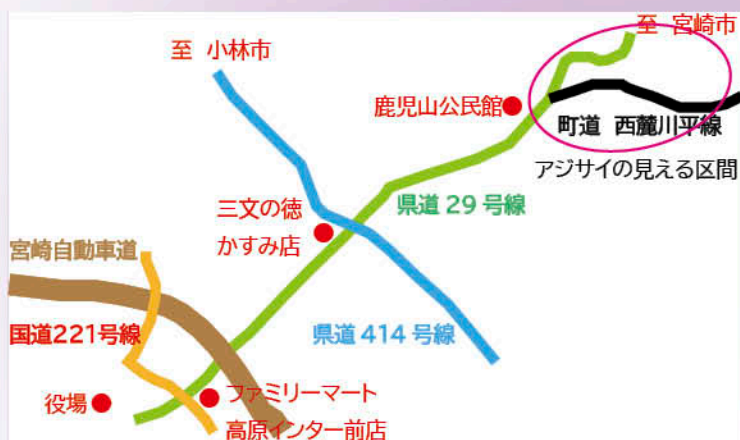 至 宮崎市
至 小林市
鹿児山公民館
町道 西麓川平線
アジサイの見える区間
県道 29 号線
三文の徳
かすみ店
宮崎自動車道
国道221号線
県道 414 号線
役場
ファミリーマート
高原インター前店